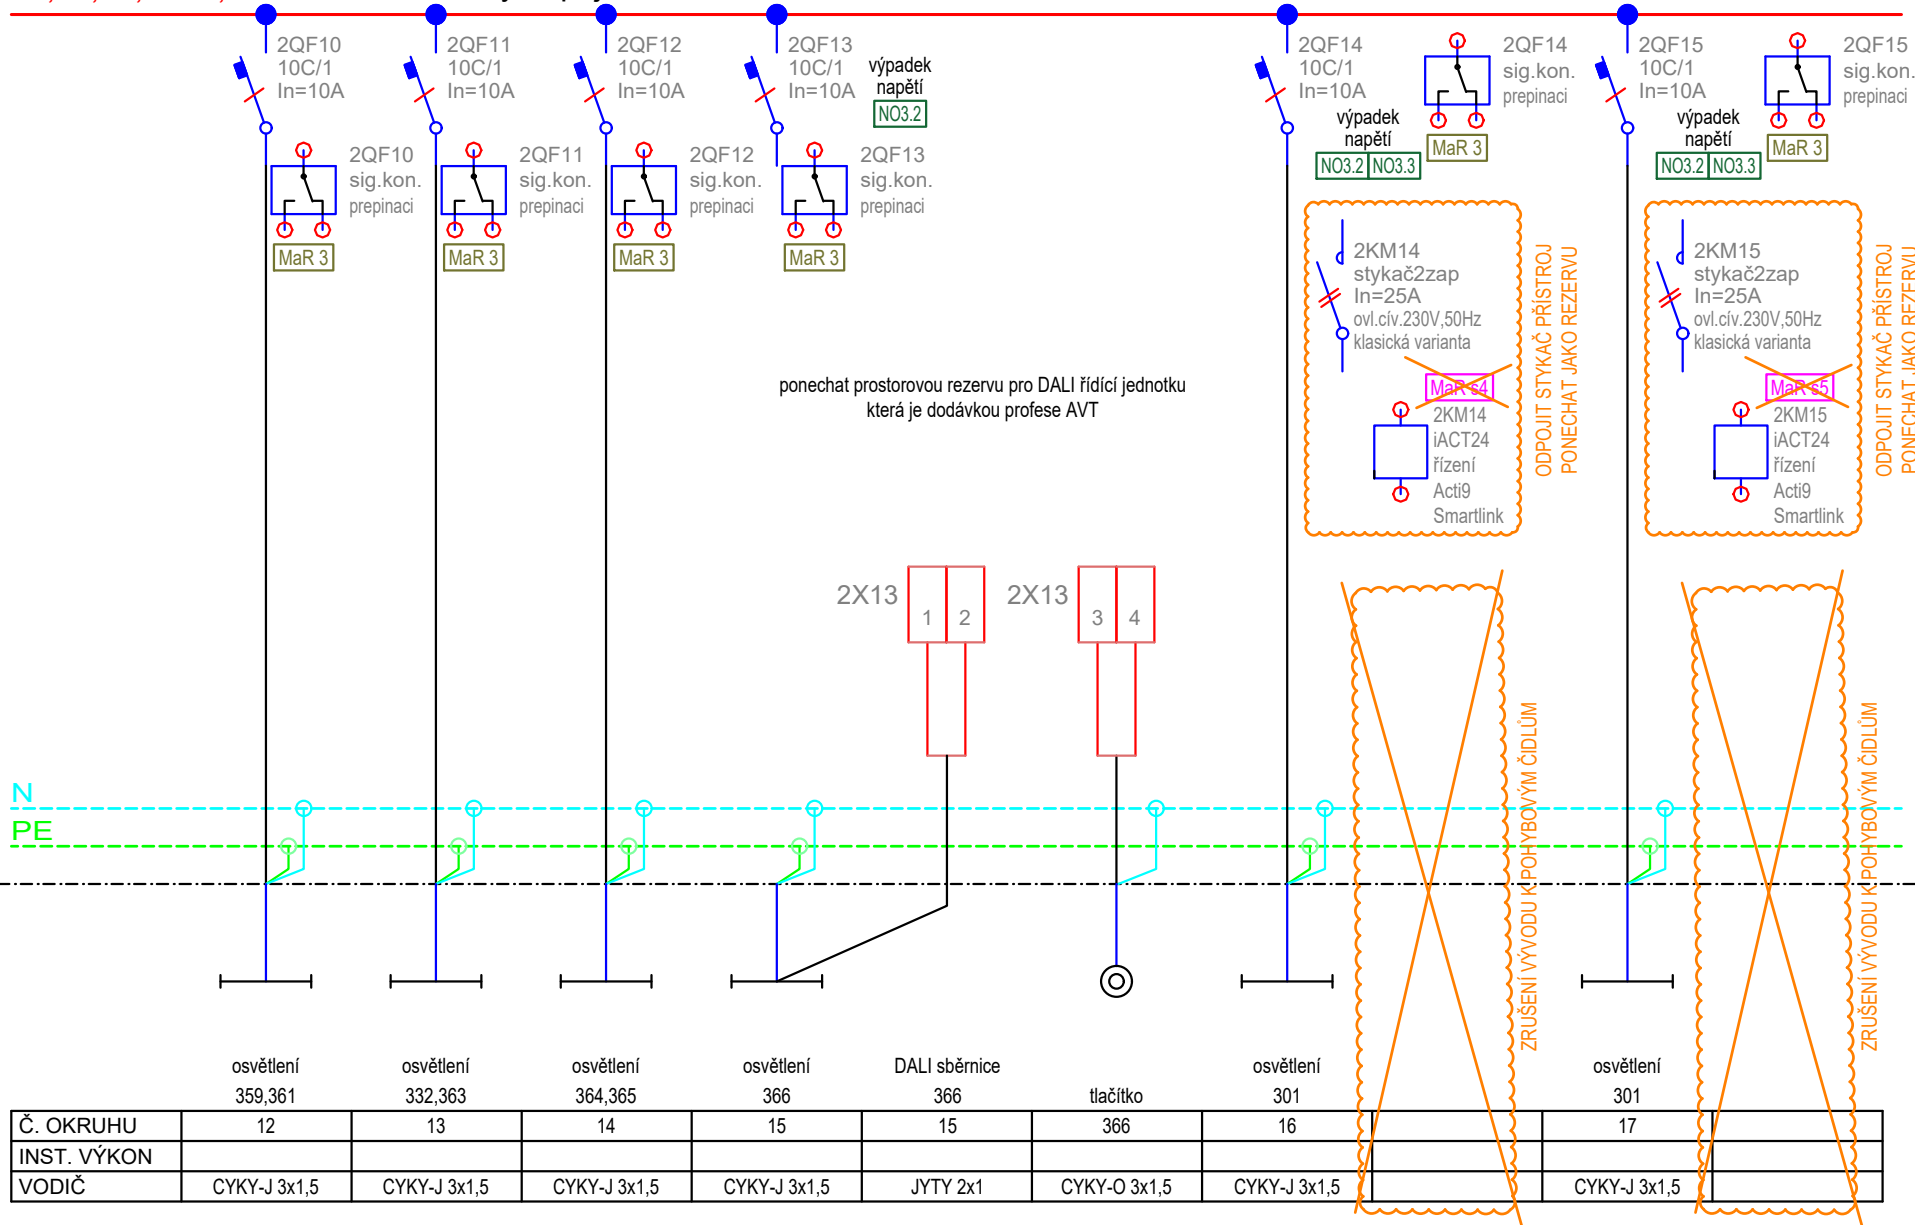 2QF10
10C/1
In=10A
2QF11
10C/1
In=10A
2QF12
10C/1
In=10A
2QF13
10C/1
In=10A
výpadek
napětí
NO3.2
2QF14
10C/1
In=10A
výpadek
napětí
NO3.2 NO3.3
2QF14
sig.kon.
prepinaci
MaR 3
2QF15
10C/1
In=10A
výpadek
napětí
NO3.2 NO3.3
2QF15
sig.kon.
prepinaci
MaR 3
2QF10
sig.kon.
prepinaci
MaR 3
2QF11
sig.kon.
prepinaci
MaR 3
2QF12
sig.kon.
prepinaci
MaR 3
2QF13
sig.kon.
prepinaci
MaR 3
2KM14
stykač2zap
In=25A
ovl.cív.230V,50Hz
klasická varianta
MaR s4
2KM14
iACT24
řízení
Acti9
Smartlink
ODPOJIT STYKAČ PŘÍSTROJ
PONECHAT JAKO REZERVU
2KM15
stykač2zap
In=25A
ovl.cív.230V,50Hz
klasická varianta
MaR s5
2KM15
iACT24
řízení
Acti9
Smartlink
ODPOJIT STYKAČ PŘÍSTROJ
PONECHAT JAKO REZERVU
ponechat prostorovou rezervu pro DALI řídící jednotku
která je dodávkou profese AVT
2X13 1 2
2X13 3 4
ZRUŠENÍ VÝVODU K POHYBOVÝM ČIDLŮM
ZRUŠENÍ VÝVODU K POHYBOVÝM ČIDLŮM
N
PE
osvětlení osvětlení osvětlení osvětlení DALI sběrnice osvětlení osvětlení
359,361 332,363 364,365 366 366 tlačítko 301 301
Č. OKRUHU 12 13 14 15 15 366 16 17
INST. VÝKON
VODIČ CYKY-J 3x1,5 CYKY-J 3x1,5 CYKY-J 3x1,5 CYKY-J 3x1,5 JYTY 2x1 CYKY-O 3x1,5 CYKY-J 3x1,5 CYKY-J 3x1,5